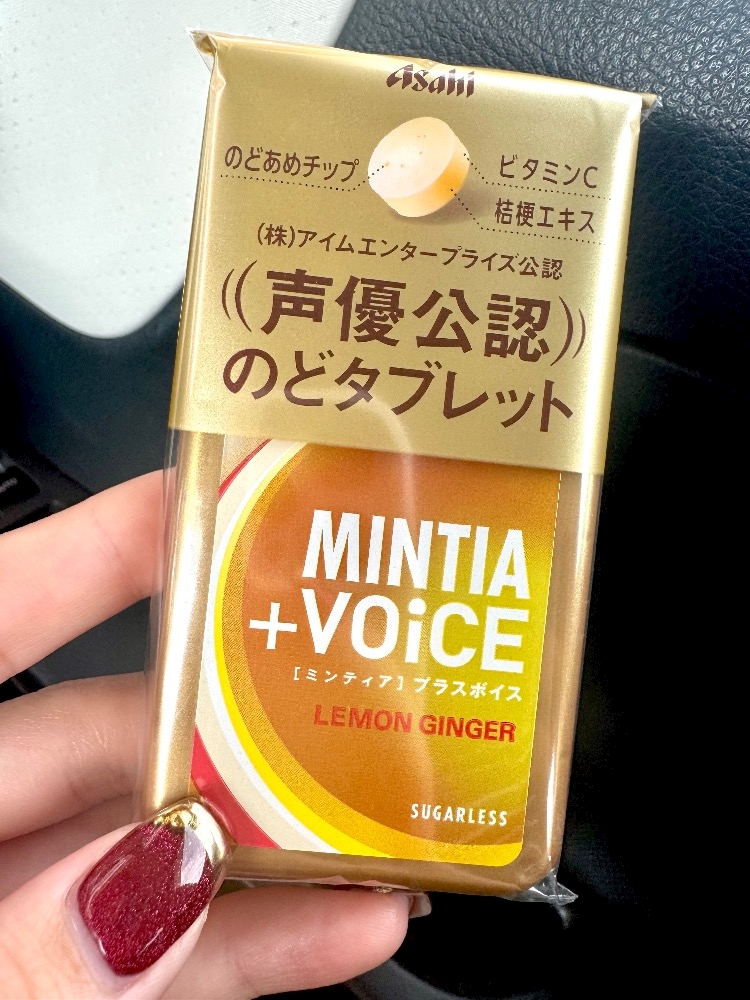 Asahi
のどあめチップ
ビタミンC
桔梗エキス
(株)アイムエンタープライズ公認
((声優公認))
のどタブレット
MINTIA
+VOiCE
[ミンティア] プラスボイス
LEMON GINGER
SUGARLESS